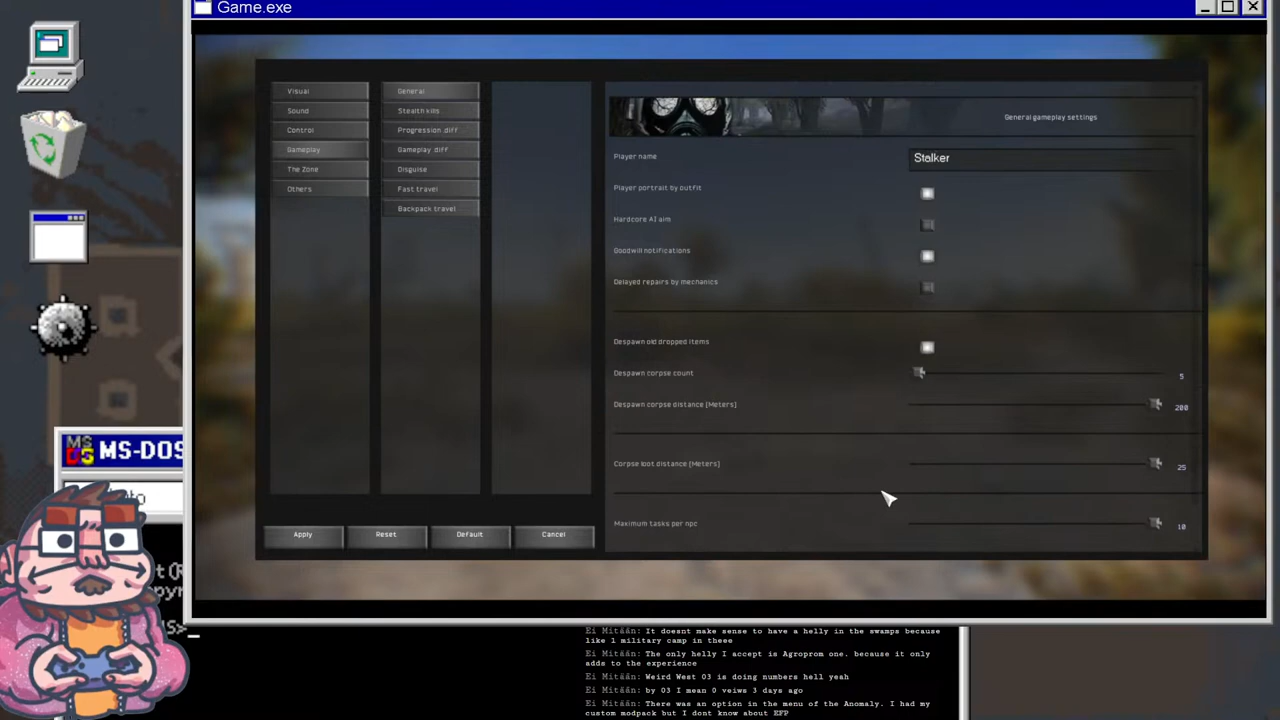 Game.exe
Visual
Sound
Control
Gameplay
The Zone
Others
General
Stealth kills
Progression diff
Gameplay diff
Disguise
Fast travel
Backpack travel
General gameplay settings
Player name
Stalker
Player portrait by outfit
Hardcore AI aim
Goodwill notifications
Delayed repairs by mechanics
Despawn old dropped items
Despawn corpse count
5
Despawn corpse distance [Meters]
200
Corpse loot distance [Meters]
25
Maximum tasks per npc
10
Apply
Reset
Default
Cancel
MS-DOS
Ei Mitään: It doesnt make sense to have a helly in the swamps because
like 1 military camp in theee
Ei Mitään: The only helly I accept is Agroprom one. because it only
adds to the experience
Ei Mitään: Weird West 03 is doing numbers hell yeah
Ei Mitään: by 03 I mean 0 veiws 3 days ago
Ei Mitään: There was an option in the menu of the Anomaly. I had my
custom modpack but I dont know about EFP